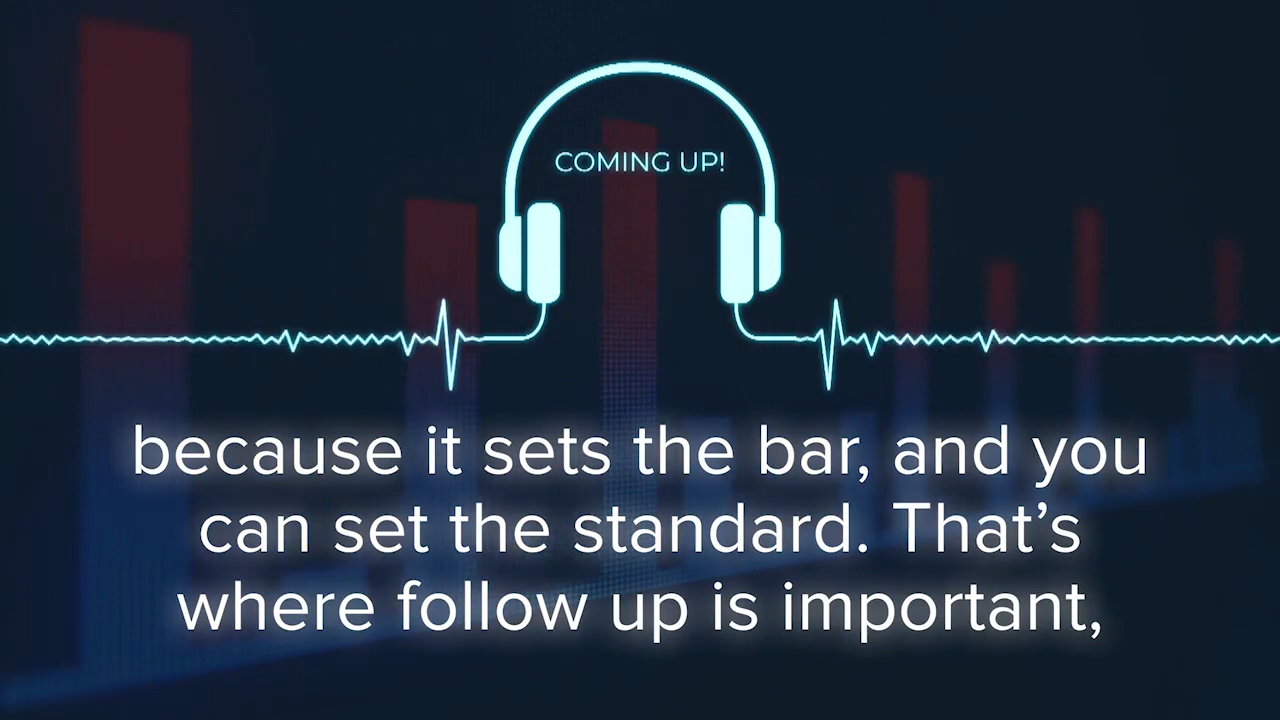 COMING UP!
because it sets the bar, and you
can set the standard. That’s
where follow up is important,